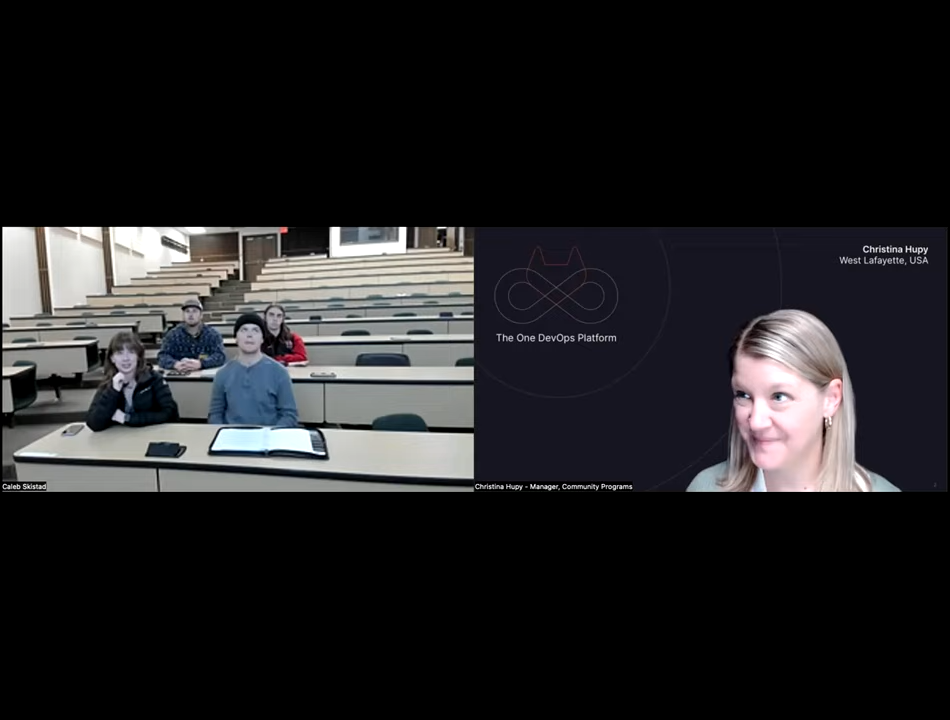 Christina Hupy
West Lafayette, USA
The One DevOps Platform
Caleb Skistad
Christina Hupy - Manager, Community Programs